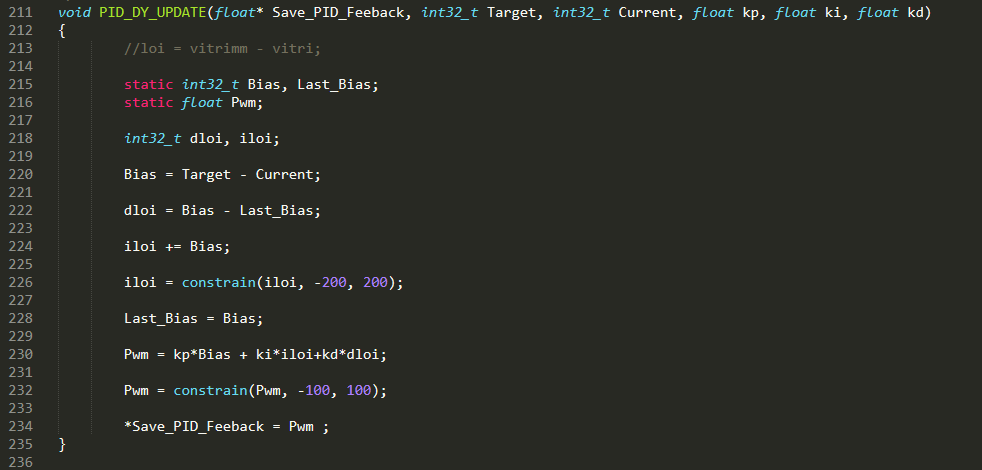 211 void PID_DY_UPDATE(float* Save_PID_Feeback, int32_t Target, int32_t Current, float kp, float ki, float kd)
212 {
213 //loi = vitrimm - vitri;
214
215 static int32_t Bias, Last_Bias;
216 static float Pwm;
217
218 int32_t dloi, iloi;
219
220 Bias = Target - Current;
221
222 dloi = Bias - Last_Bias;
223
224 iloi += Bias;
225
226 iloi = constrain(iloi, -200, 200);
227
228 Last_Bias = Bias;
229
230 Pwm = kp*Bias + ki*iloi+kd*dloi;
231
232 Pwm = constrain(Pwm, -100, 100);
233
234 *Save_PID_Feeback = Pwm ;
235 }
236